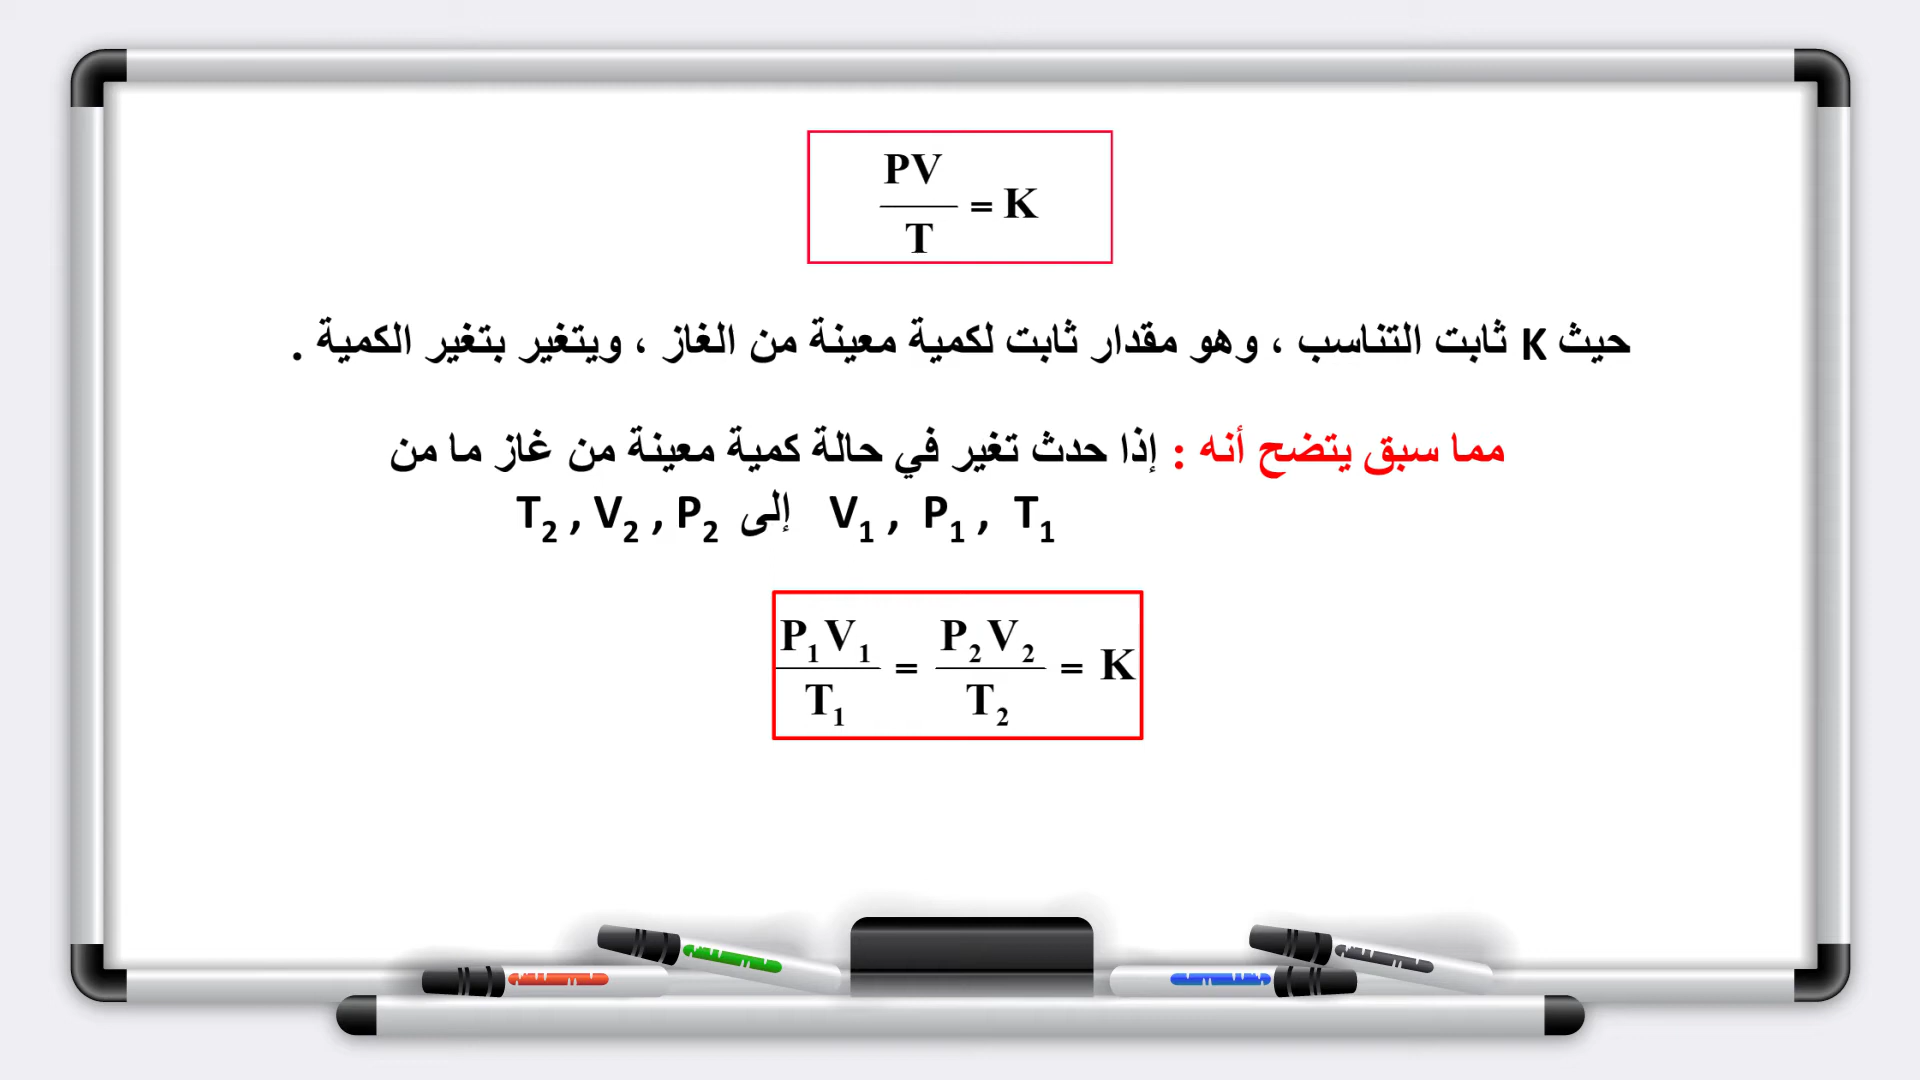 PV / T = K
حيث K ثابت التناسب ، وهو مقدار ثابت لكمية معينة من الغاز ، ويتغير بتغير الكمية .
مما سبق يتضح أنه : إذا حدث تغير في حالة كمية معينة من غاز ما من
V₁ , P₁ , T₁ إلى T₂ , V₂ , P₂
P₁V₁ / T₁ = P₂V₂ / T₂ = K